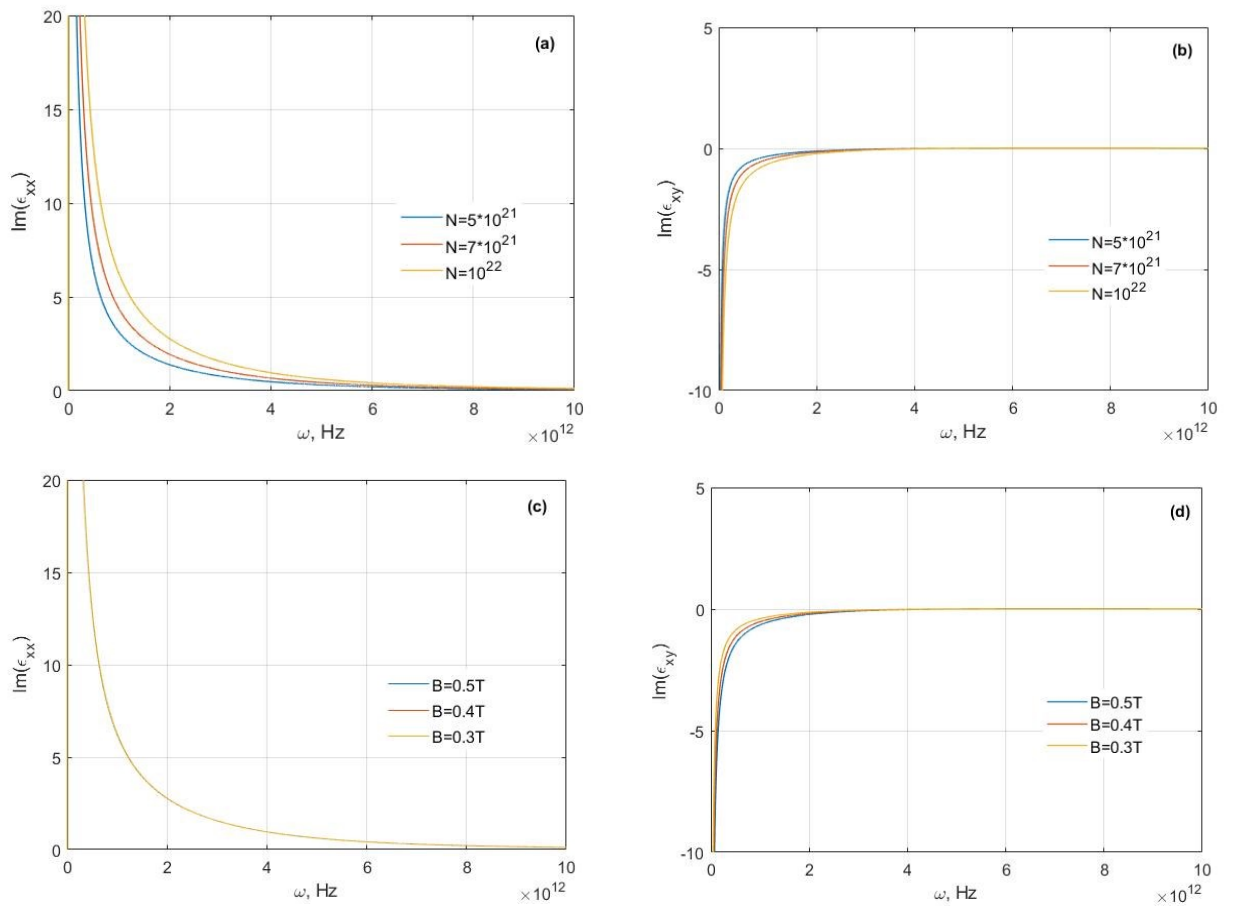 (a)
20
15
10
5
0
Im(ϵxx)
N=5*10^21
N=7*10^21
N=10^22
0 2 4 6 8 10
ω, Hz
×10^12
(b)
5
0
-5
-10
Im(ϵxy)
N=5*10^21
N=7*10^21
N=10^22
0 2 4 6 8 10
ω, Hz
×10^12
(c)
20
15
10
5
0
Im(ϵxx)
B=0.5T
B=0.4T
B=0.3T
0 2 4 6 8 10
ω, Hz
×10^12
(d)
5
0
-5
-10
Im(ϵxy)
B=0.5T
B=0.4T
B=0.3T
0 2 4 6 8 10
ω, Hz
×10^12